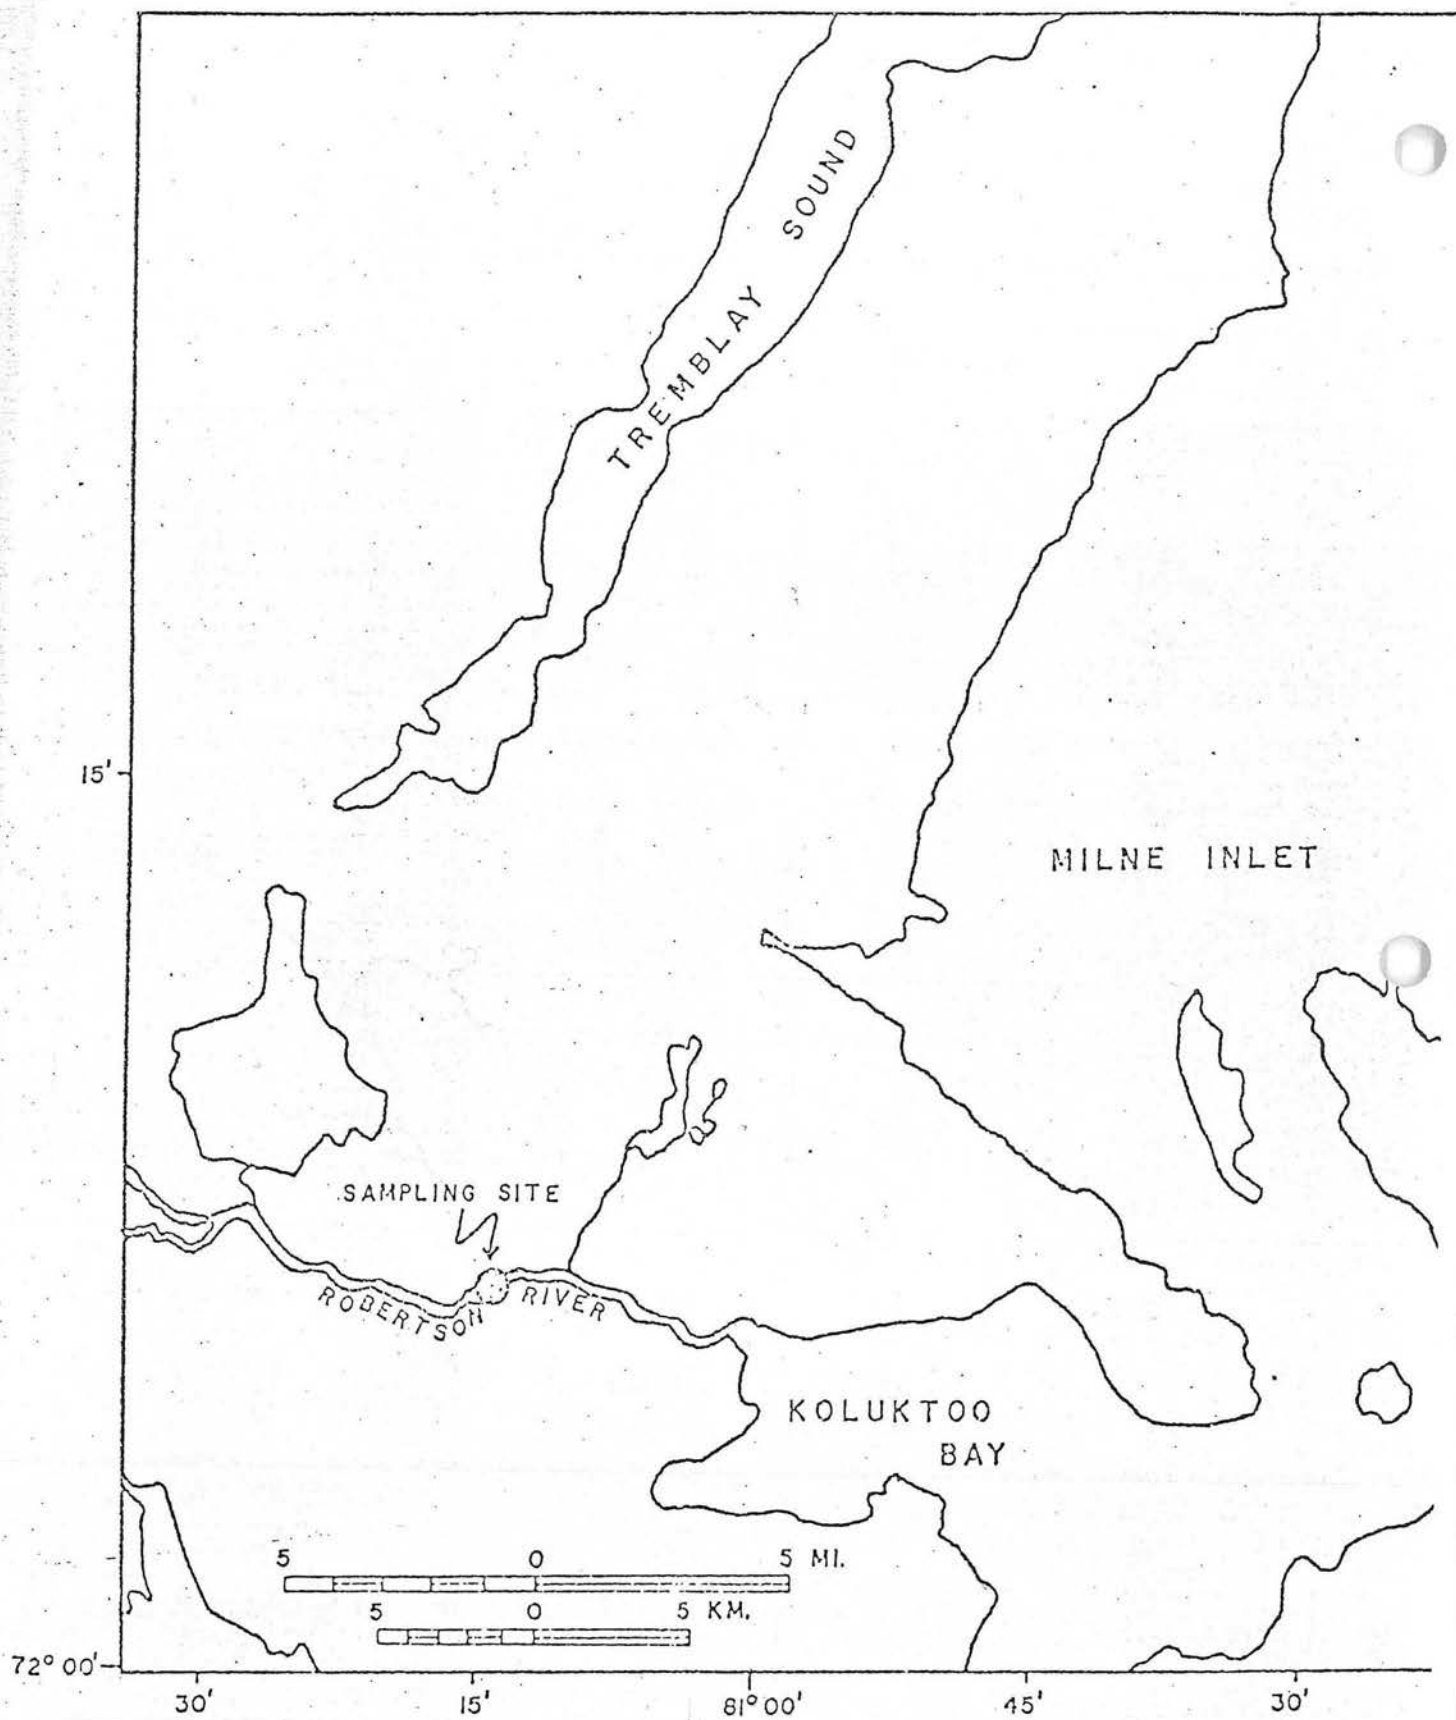 TREMBLAY SOUND
15'
MILNE INLET
SAMPLING SITE
ROBERTSON RIVER
KOLUKTOO
BAY
5 0 5 MI.
5 0 5 KM.
72° 00'
30' 15' 81° 00' 45' 30'